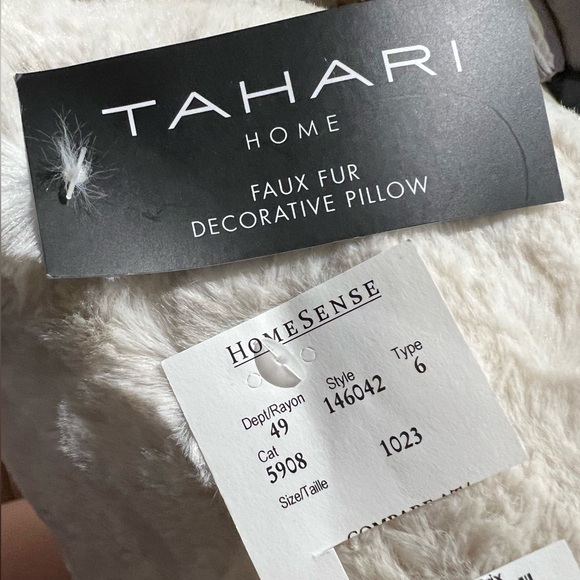 TAHARI
HOME
FAUX FUR
DECORATIVE PILLOW
HOMESENSE
Dept/Rayon Style Type
49 146042 6
Cat
5908 1023
Size/Taille